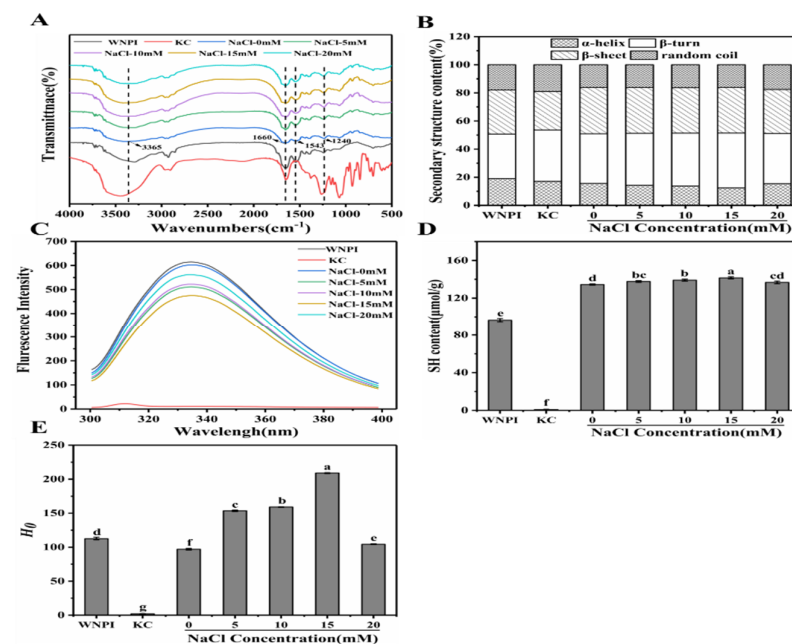 A
WNPI KC NaCl-0mM NaCl-5mM
NaCl-10mM NaCl-15mM NaCl-20mM
Transmittnace(%)
3365
1660
1543
1240
4000 3500 3000 2500 2000 1500 1000 500
Wavenumbers(cm⁻¹)
B
α-helix β-turn
β-sheet random coil
Secondary structure content(%)
100
80
60
40
20
0
WNPI KC 0 5 10 15 20
NaCl Concentration (mM)
C
Flurescence Intensity
700
600
500
400
300
200
100
0
WNPI
KC
NaCl-0mM
NaCl-5mM
NaCl-10mM
NaCl-15mM
NaCl-20mM
300 320 340 360 380 400
Wavelengh(nm)
D
SH content(μmol/g)
160
120
80
40
0
e f d bc b a cd
WNPI KC 0 5 10 15 20
NaCl Concentration(mM)
E
H0
250
200
150
100
50
0
d g f c b a e
WNPI KC 0 5 10 15 20
NaCl Concentration(mM)